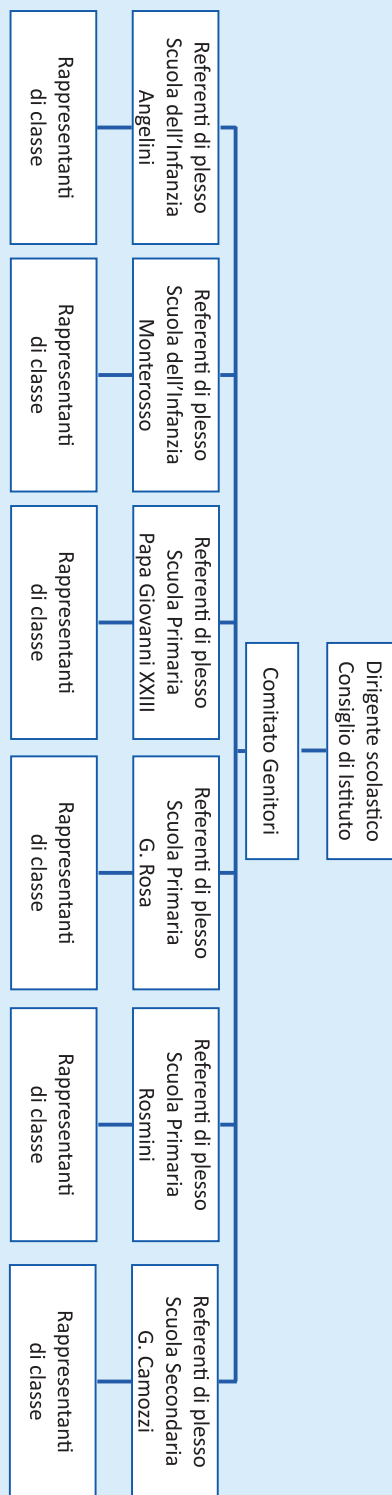 Dirigente scolastico
Consiglio di Istituto
Comitato Genitori
Referenti di plesso
Scuola dell'Infanzia
Angelini
Referenti di plesso
Scuola dell'Infanzia
Monterosso
Referenti di plesso
Scuola Primaria
Papa Giovanni XXIII
Referenti di plesso
Scuola Primaria
G. Rosa
Referenti di plesso
Scuola Primaria
Rosmini
Referenti di plesso
Scuola Secondaria
G. Camozzi
Rappresentanti
di classe
Rappresentanti
di classe
Rappresentanti
di classe
Rappresentanti
di classe
Rappresentanti
di classe
Rappresentanti
di classe